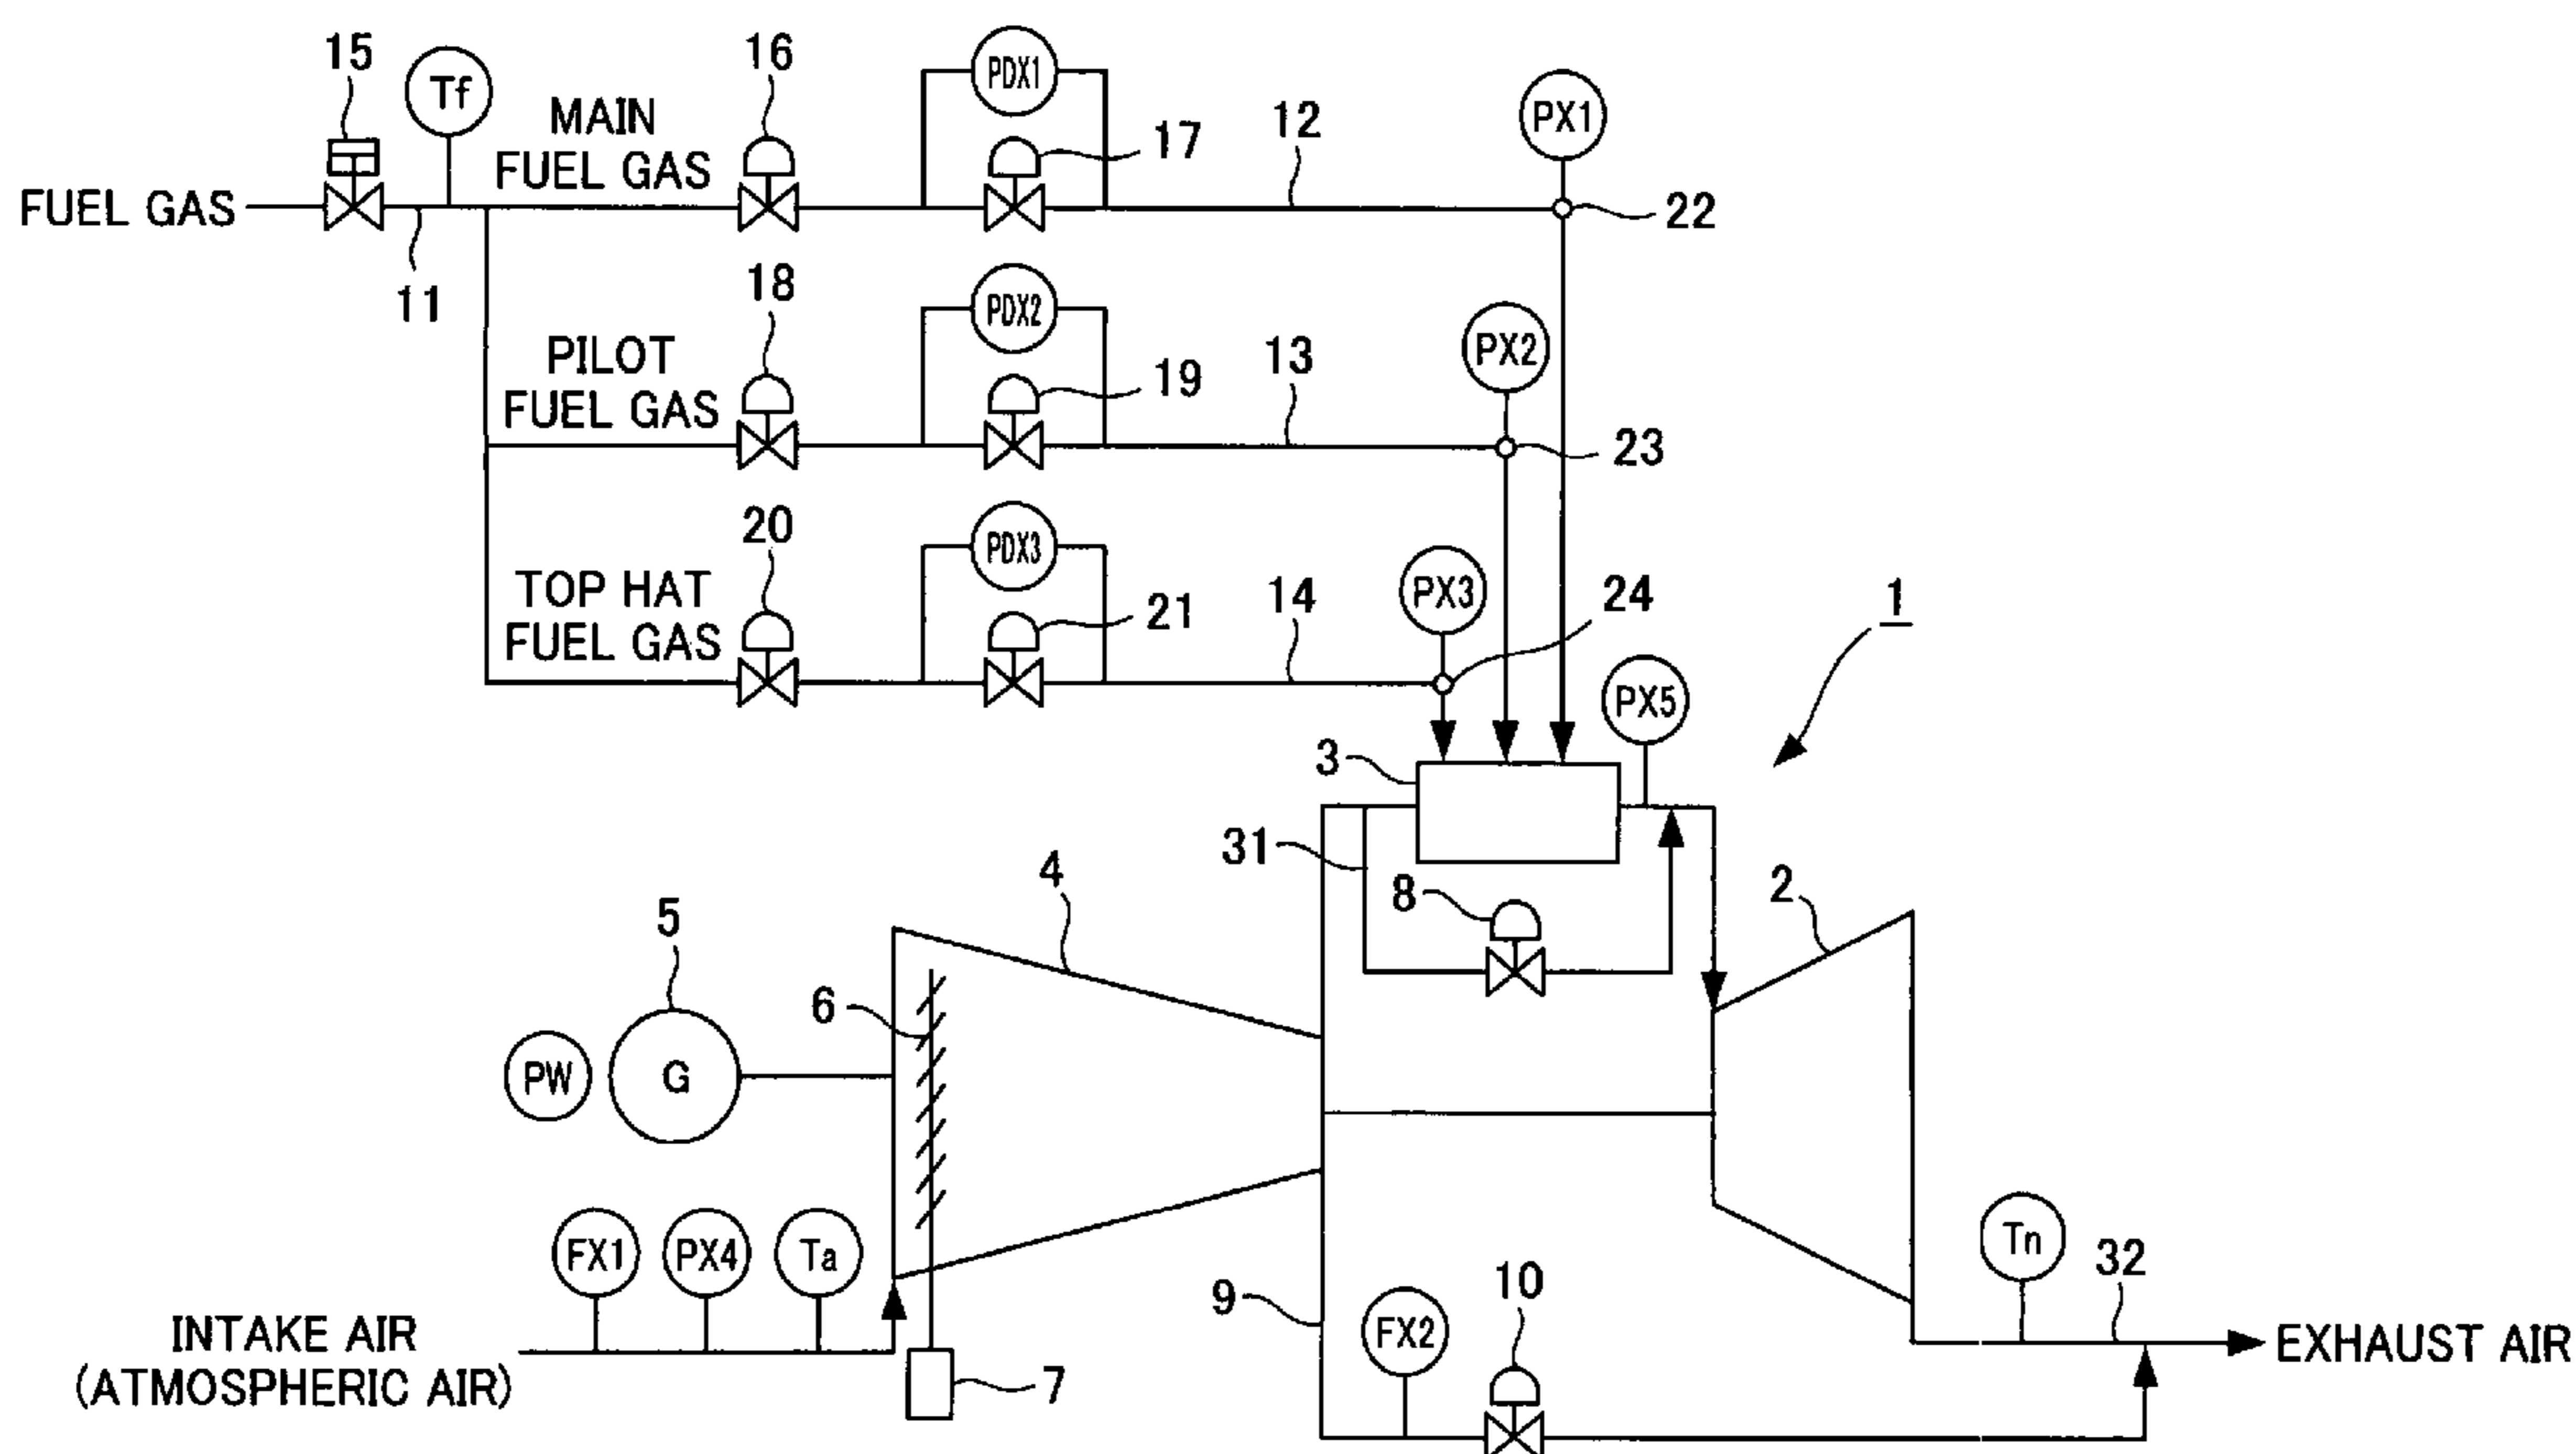 15
Tf
MAIN
FUEL GAS
16
PDX1
17
12
PX1
22
FUEL GAS
11
18
PDX2
PILOT
FUEL GAS
19
13
PX2
23
20
PDX3
TOP HAT
FUEL GAS
21
14
PX3
24
1
PX5
3
31
8
4
2
5
6
PW
G
FX1
PX4
Ta
9
FX2
10
Tn
32
INTAKE AIR
(ATMOSPHERIC AIR)
7
EXHAUST AIR